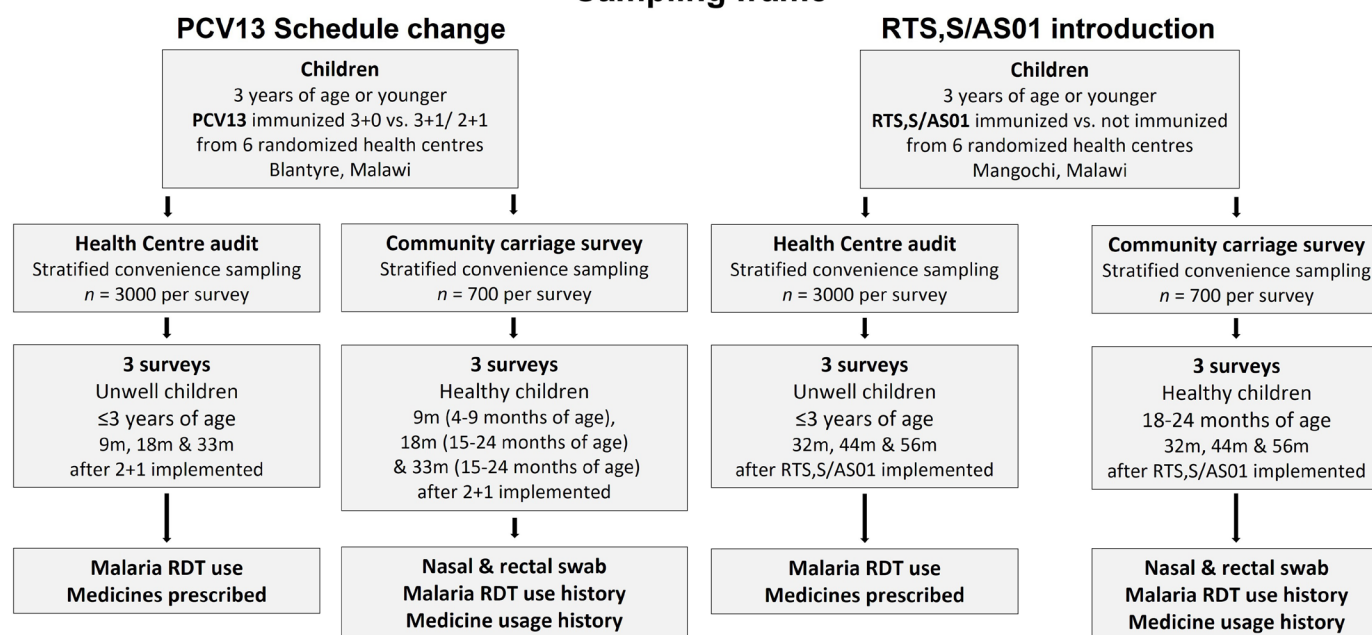 Sampling frame
PCV13 Schedule change
Children
3 years of age or younger
PCV13 immunized 3+0 vs. 3+1/ 2+1
from 6 randomized health centres
Blantyre, Malawi
Health Centre audit
Stratified convenience sampling
n = 3000 per survey
Community carriage survey
Stratified convenience sampling
n = 700 per survey
3 surveys
Unwell children
≤3 years of age
9m, 18m & 33m
after 2+1 implemented
3 surveys
Healthy children
9m (4-9 months of age),
18m (15-24 months of age)
& 33m (15-24 months of age)
after 2+1 implemented
Malaria RDT use
Medicines prescribed
Nasal & rectal swab
Malaria RDT use history
Medicine usage history
RTS,S/AS01 introduction
Children
3 years of age or younger
RTS,S/AS01 immunized vs. not immunized
from 6 randomized health centres
Mangochi, Malawi
Health Centre audit
Stratified convenience sampling
n = 3000 per survey
Community carriage survey
Stratified convenience sampling
n = 700 per survey
3 surveys
Unwell children
≤3 years of age
32m, 44m & 56m
after RTS,S/AS01 implemented
3 surveys
Healthy children
18-24 months of age
32m, 44m & 56m
after RTS,S/AS01 implemented
Malaria RDT use
Medicines prescribed
Nasal & rectal swab
Malaria RDT use history
Medicine usage history